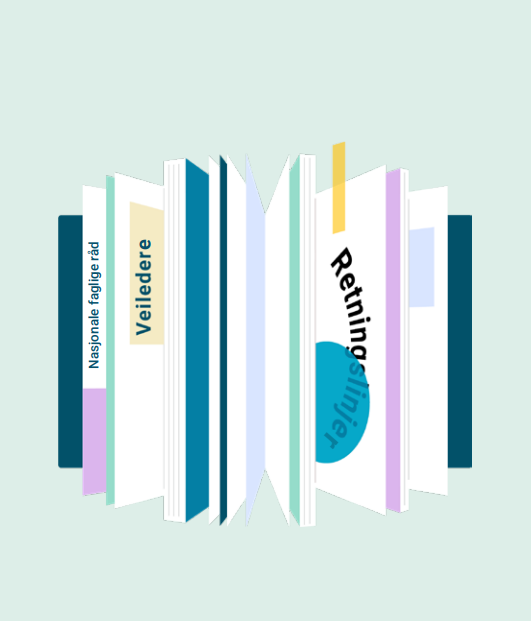 Nasjonale faglige råd
Veiledere
Retningslinjer